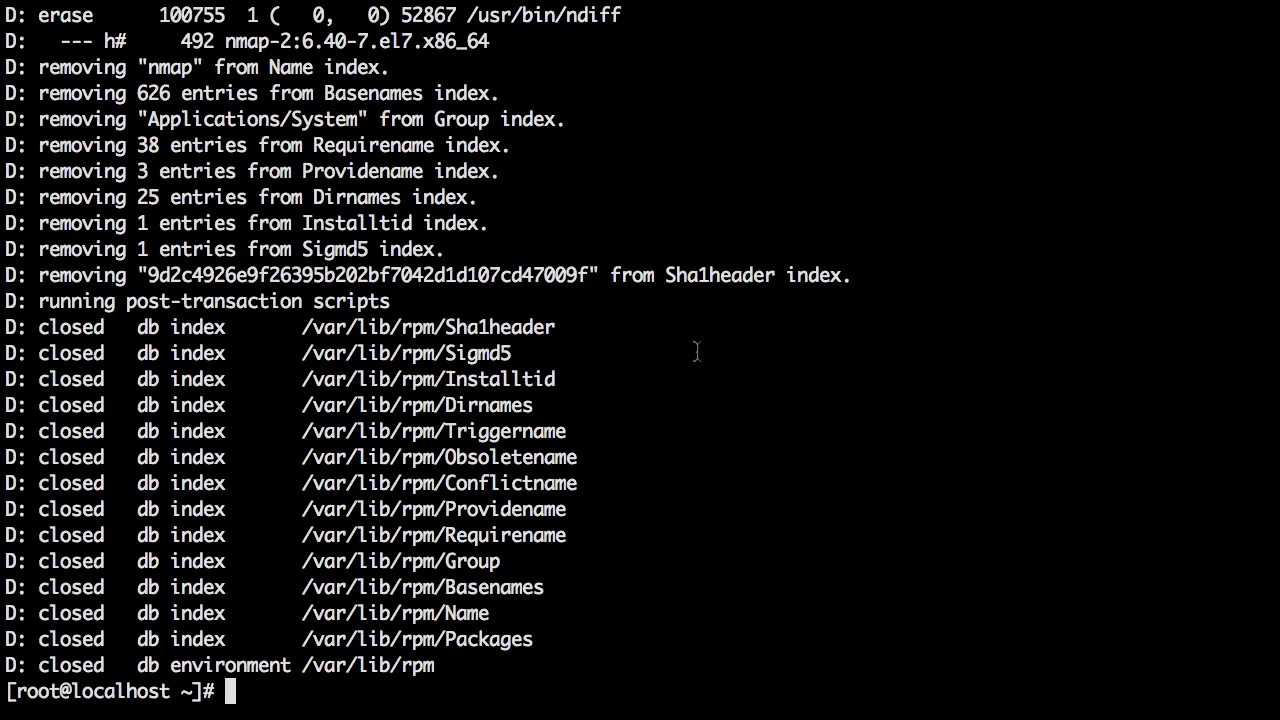 D: erase      100755  1 (   0,   0) 52867 /usr/bin/ndiff
D:   --- h#     492 nmap-2:6.40-7.el7.x86_64
D: removing "nmap" from Name index.
D: removing 626 entries from Basenames index.
D: removing "Applications/System" from Group index.
D: removing 38 entries from Requirename index.
D: removing 3 entries from Providename index.
D: removing 25 entries from Dirnames index.
D: removing 1 entries from Installtid index.
D: removing 1 entries from Sigmd5 index.
D: removing "9d2c4926e9f26395b202bf7042d1d107cd47009f" from Sha1header index.
D: running post-transaction scripts
D: closed   db index       /var/lib/rpm/Sha1header
D: closed   db index       /var/lib/rpm/Sigmd5
D: closed   db index       /var/lib/rpm/Installtid
D: closed   db index       /var/lib/rpm/Dirnames
D: closed   db index       /var/lib/rpm/Triggername
D: closed   db index       /var/lib/rpm/Obsoletename
D: closed   db index       /var/lib/rpm/Conflictname
D: closed   db index       /var/lib/rpm/Providename
D: closed   db index       /var/lib/rpm/Requirename
D: closed   db index       /var/lib/rpm/Group
D: closed   db index       /var/lib/rpm/Basenames
D: closed   db index       /var/lib/rpm/Name
D: closed   db index       /var/lib/rpm/Packages
D: closed   db environment /var/lib/rpm
[root@localhost ~]#